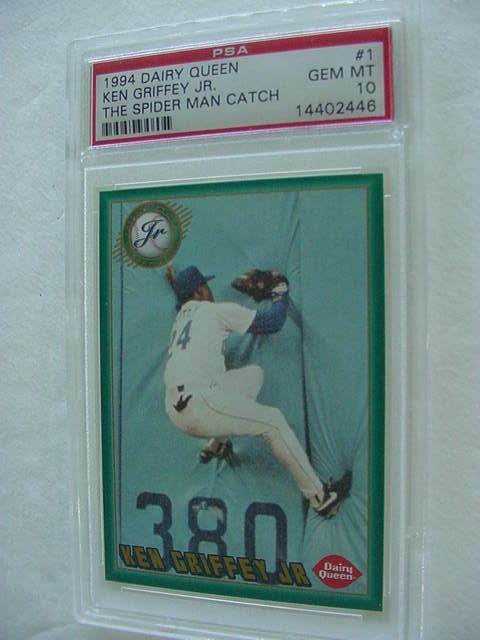 PSA
1994 DAIRY QUEEN #1
KEN GRIFFEY JR. GEM MT
THE SPIDER MAN CATCH 10
14402446
Jr
24
380
KEN GRIFFEY JR
Dairy
Queen